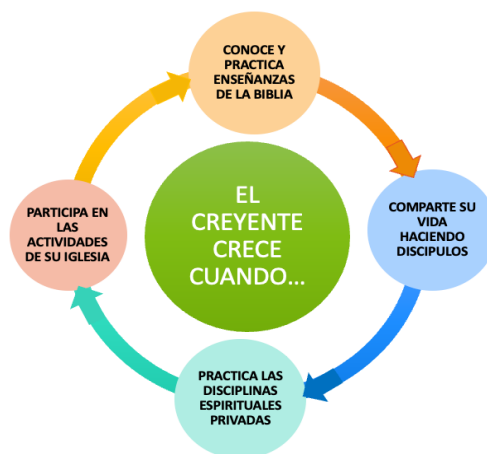 CONOCE Y
PRACTICA
ENSEÑANZAS
DE LA BIBLIA
EL
CREYENTE
CRECE
CUANDO...
PARTICIPA EN
LAS
ACTIVIDADES
DE SU IGLESIA
COMPARTE SU
VIDA
HACIENDO
DISCIPULOS
PRACTICA LAS
DISCIPLINAS
ESPIRITUALES
PRIVADAS